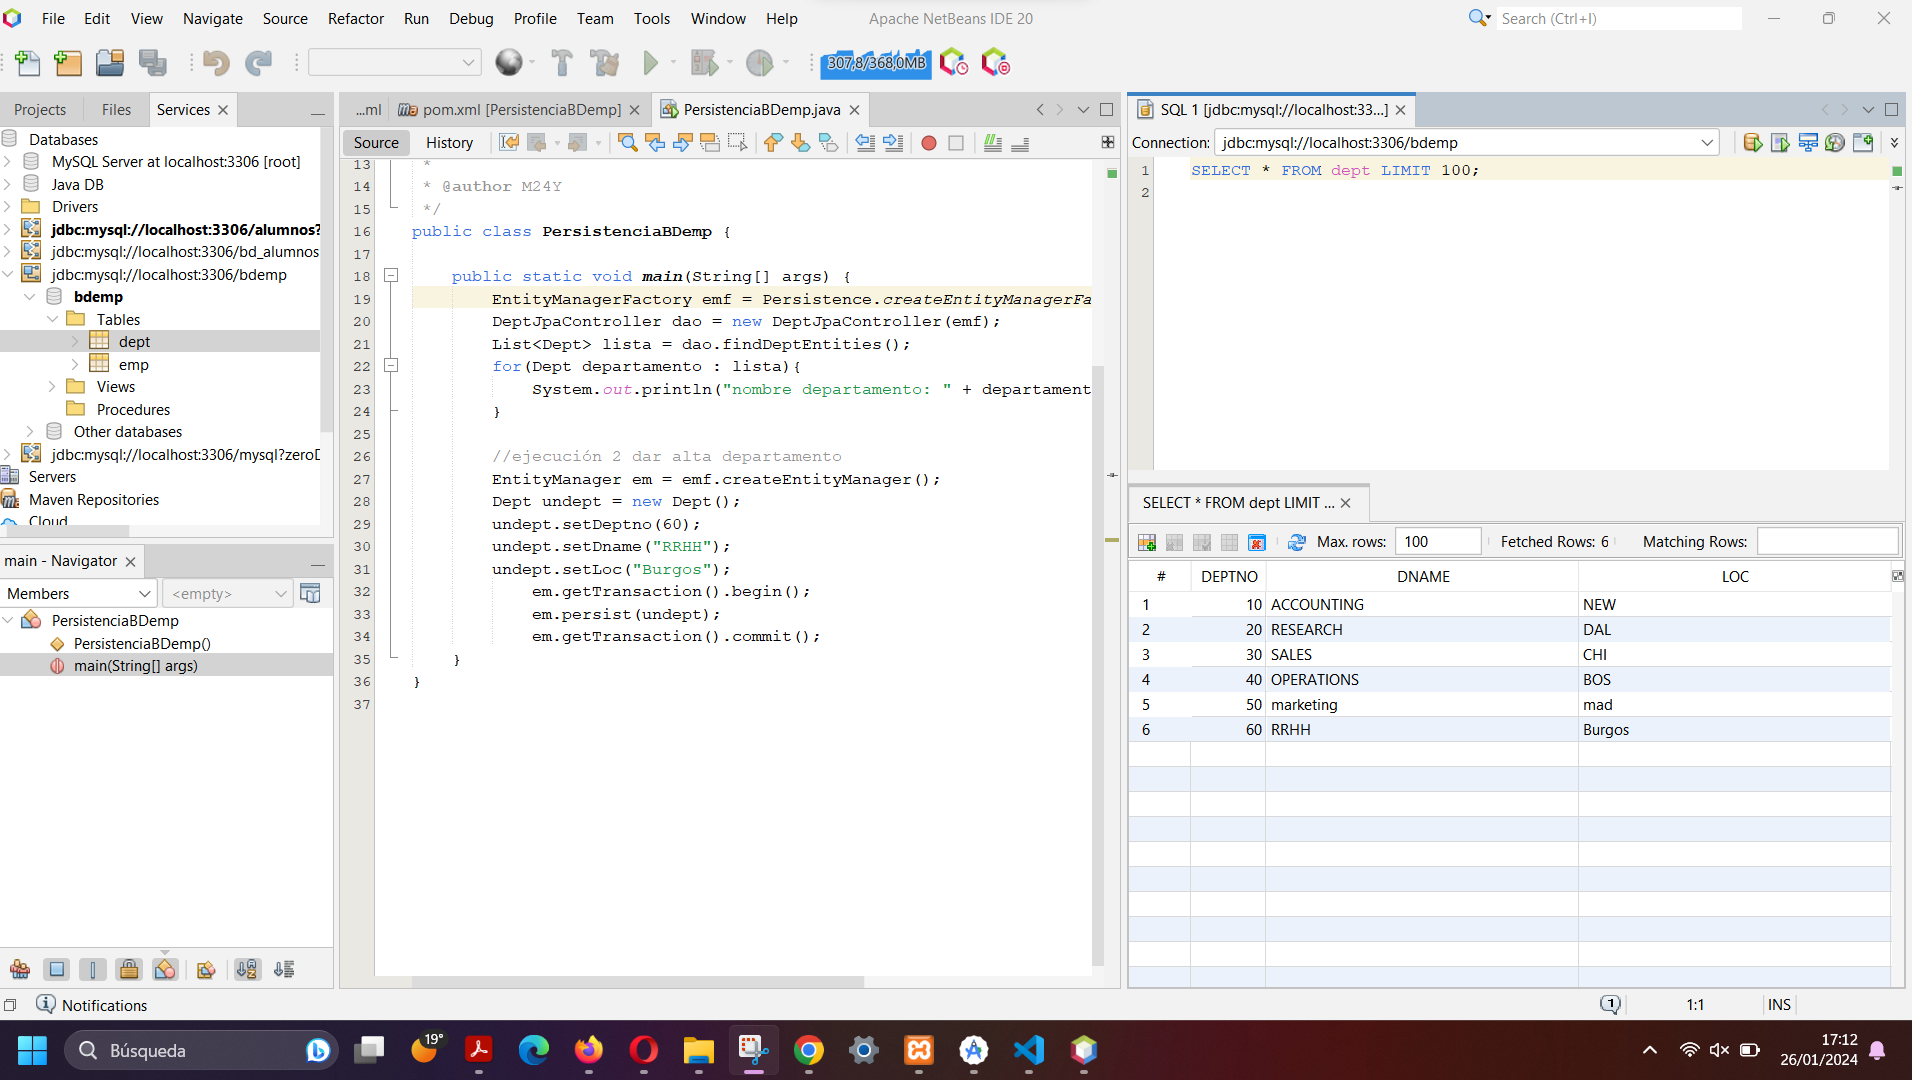 File Edit View Navigate Source Refactor Run Debug Profile Team Tools Window Help Apache NetBeans IDE 20 Search (Ctrl+I)
307,8/368,0MB
Projects Files Services
Databases
MySQL Server at localhost:3306 [root]
Java DB
Drivers
jdbc:mysql://localhost:3306/alumnos?
jdbc:mysql://localhost:3306/bd_alumnos
jdbc:mysql://localhost:3306/bdemp
bdemp
Tables
dept
emp
Views
Procedures
Other databases
jdbc:mysql://localhost:3306/mysql?zeroD
Servers
Maven Repositories
Cloud
main - Navigator
Members <empty>
PersistenciaBDemp
PersistenciaBDemp()
main(String[] args)
...ml pom.xml [PersistenciaBDemp] PersistenciaBDemp.java
Source History
13 *
14 * @author M24Y
15 */
16 public class PersistenciaBDemp {
17
18 public static void main(String[] args) {
19 EntityManagerFactory emf = Persistence.createEntityManagerFa
20 DeptJpaController dao = new DeptJpaController(emf);
21 List<Dept> lista = dao.findDeptEntities();
22 for(Dept departamento : lista){
23 System.out.println("nombre departamento: " + departament
24 }
25
26 //ejecución 2 dar alta departamento
27 EntityManager em = emf.createEntityManager();
28 Dept undept = new Dept();
29 undept.setDeptno(60);
30 undept.setDname("RRHH");
31 undept.setLoc("Burgos");
32 em.getTransaction().begin();
33 em.persist(undept);
34 em.getTransaction().commit();
35 }
36 }
37
SQL 1 [jdbc:mysql://localhost:33...]
Connection: jdbc:mysql://localhost:3306/bdemp
1 SELECT * FROM dept LIMIT 100;
2
SELECT * FROM dept LIMIT ...
Max. rows: 100 Fetched Rows: 6 Matching Rows:
# DEPTNO DNAME LOC
1 10 ACCOUNTING NEW
2 20 RESEARCH DAL
3 30 SALES CHI
4 40 OPERATIONS BOS
5 50 marketing mad
6 60 RRHH Burgos
Notifications 1 1:1 INS
Búsqueda 19° 17:12
26/01/2024